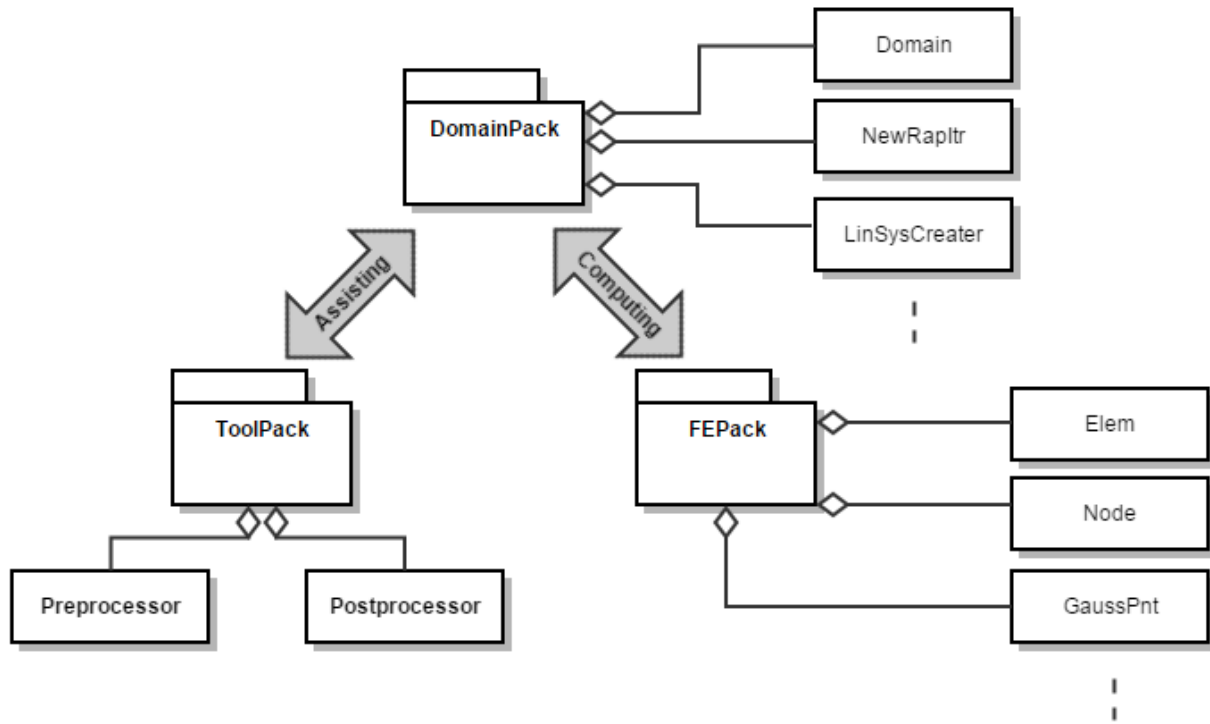 Domain
DomainPack
NewRapItr
LinSysCreater
Assisting
Computing
ToolPack
FEPack
Elem
Node
Preprocessor
Postprocessor
GaussPnt